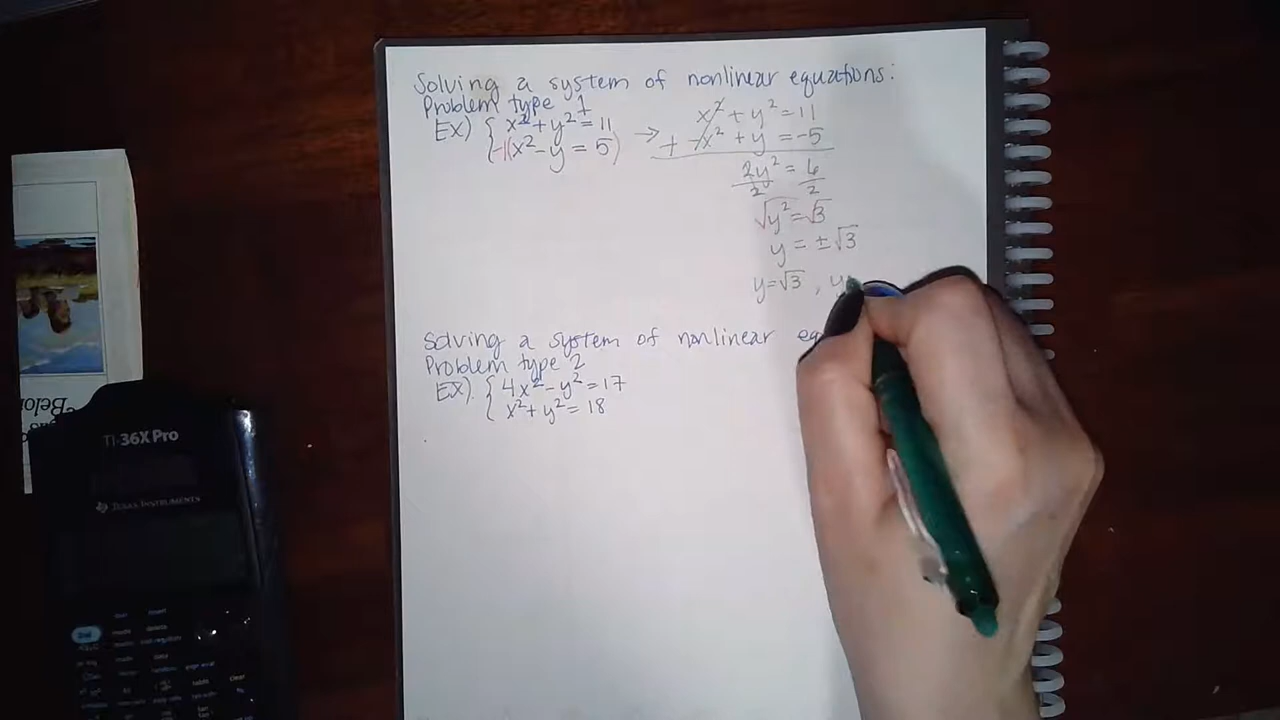 Solving a system of nonlinear equations:
Problem type 1
Ex) { x² + y² = 11
-1(x² - y = 5)
→ x² + y² = 11
+ -x² + y = -5
2y² = 6
2 2
√y² = √3
y = ±√3
y = √3 , y
Solving a system of nonlinear eq
Problem type 2
Ex). { 4x² - y² = 17
x² + y² = 18
TI-36X Pro
TEXAS INSTRUMENTS
2nd